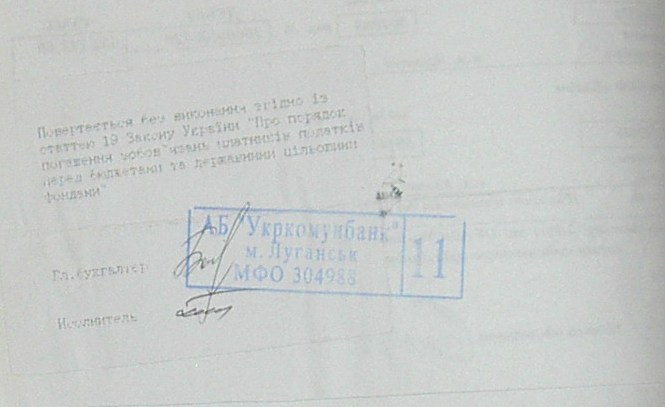 Повертається без виконання згідно із
статтею 19 Закону України "Про порядок
погашення зобов"язань платників податків
перед бюджетами та державними цільовими
фондами"
АБ "Укркомунбанк"
м. Луганськ
МФО 304988
11
Гл.бухгалтер
Исполнитель